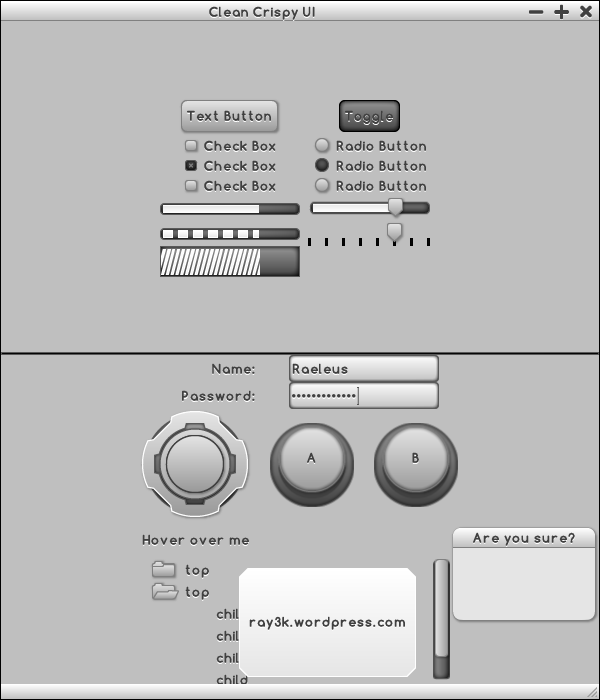 Clean Crispy UI
Text Button
Toggle
Check Box
Radio Button
Check Box
Radio Button
Check Box
Radio Button
Name:
Raeleus
Password:
A
B
Hover over me
Are you sure?
top
top
chil
ray3k.wordpress.com
chil
chil
child